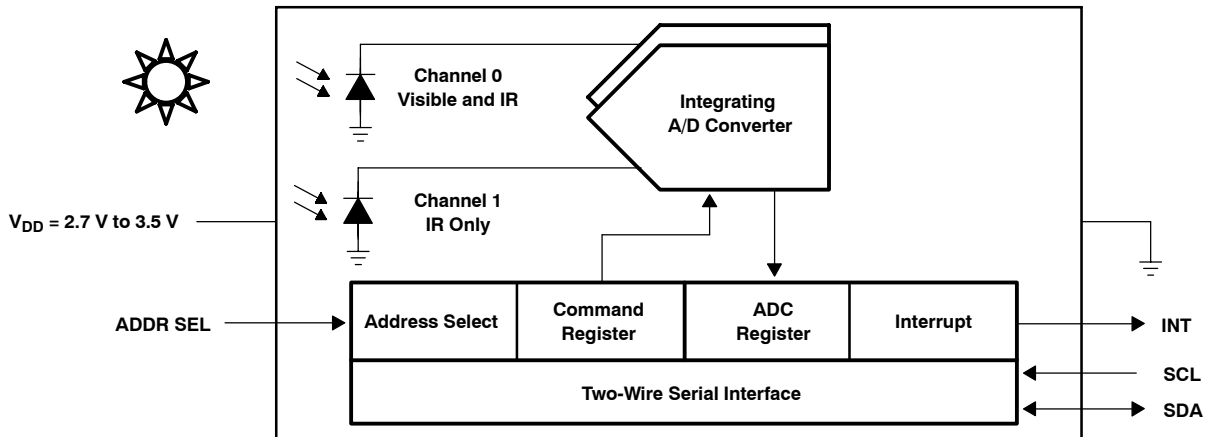 Channel 0
Visible and IR
Integrating
A/D Converter
Channel 1
IR Only
VDD = 2.7 V to 3.5 V
ADDR SEL
Address Select
Command
Register
ADC
Register
Interrupt
INT
Two-Wire Serial Interface
SCL
SDA